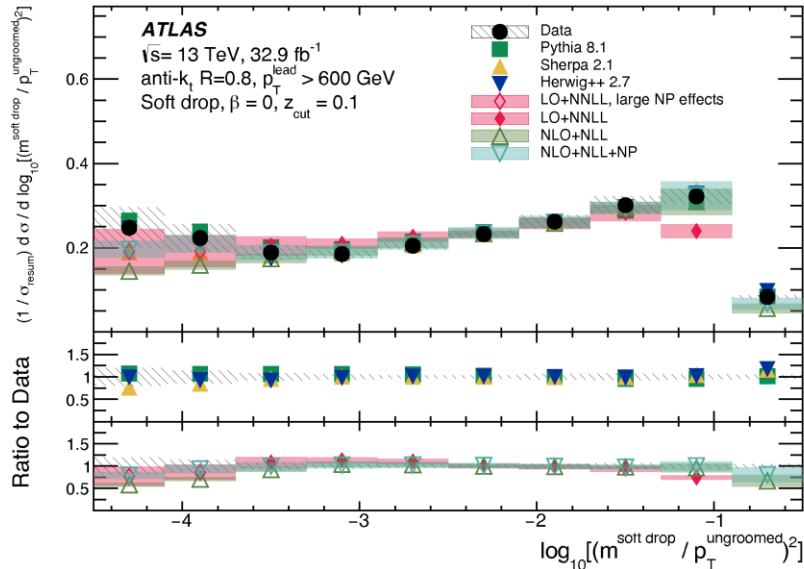 (1 / σ_resum) d σ / d log₁₀[(m^soft drop / p_T^ungroomed)²]
ATLAS
√s= 13 TeV, 32.9 fb⁻¹
anti-k_t R=0.8, p_T^lead > 600 GeV
Soft drop, β = 0, z_cut = 0.1
Data
Pythia 8.1
Sherpa 2.1
Herwig++ 2.7
LO+NNLL, large NP effects
LO+NNLL
NLO+NLL
NLO+NLL+NP
0.6
0.4
0.2
Ratio to Data
1.5
1
0.5
1.5
1
0.5
−4 −3 −2 −1
log₁₀[(m^soft drop / p_T^ungroomed)²]